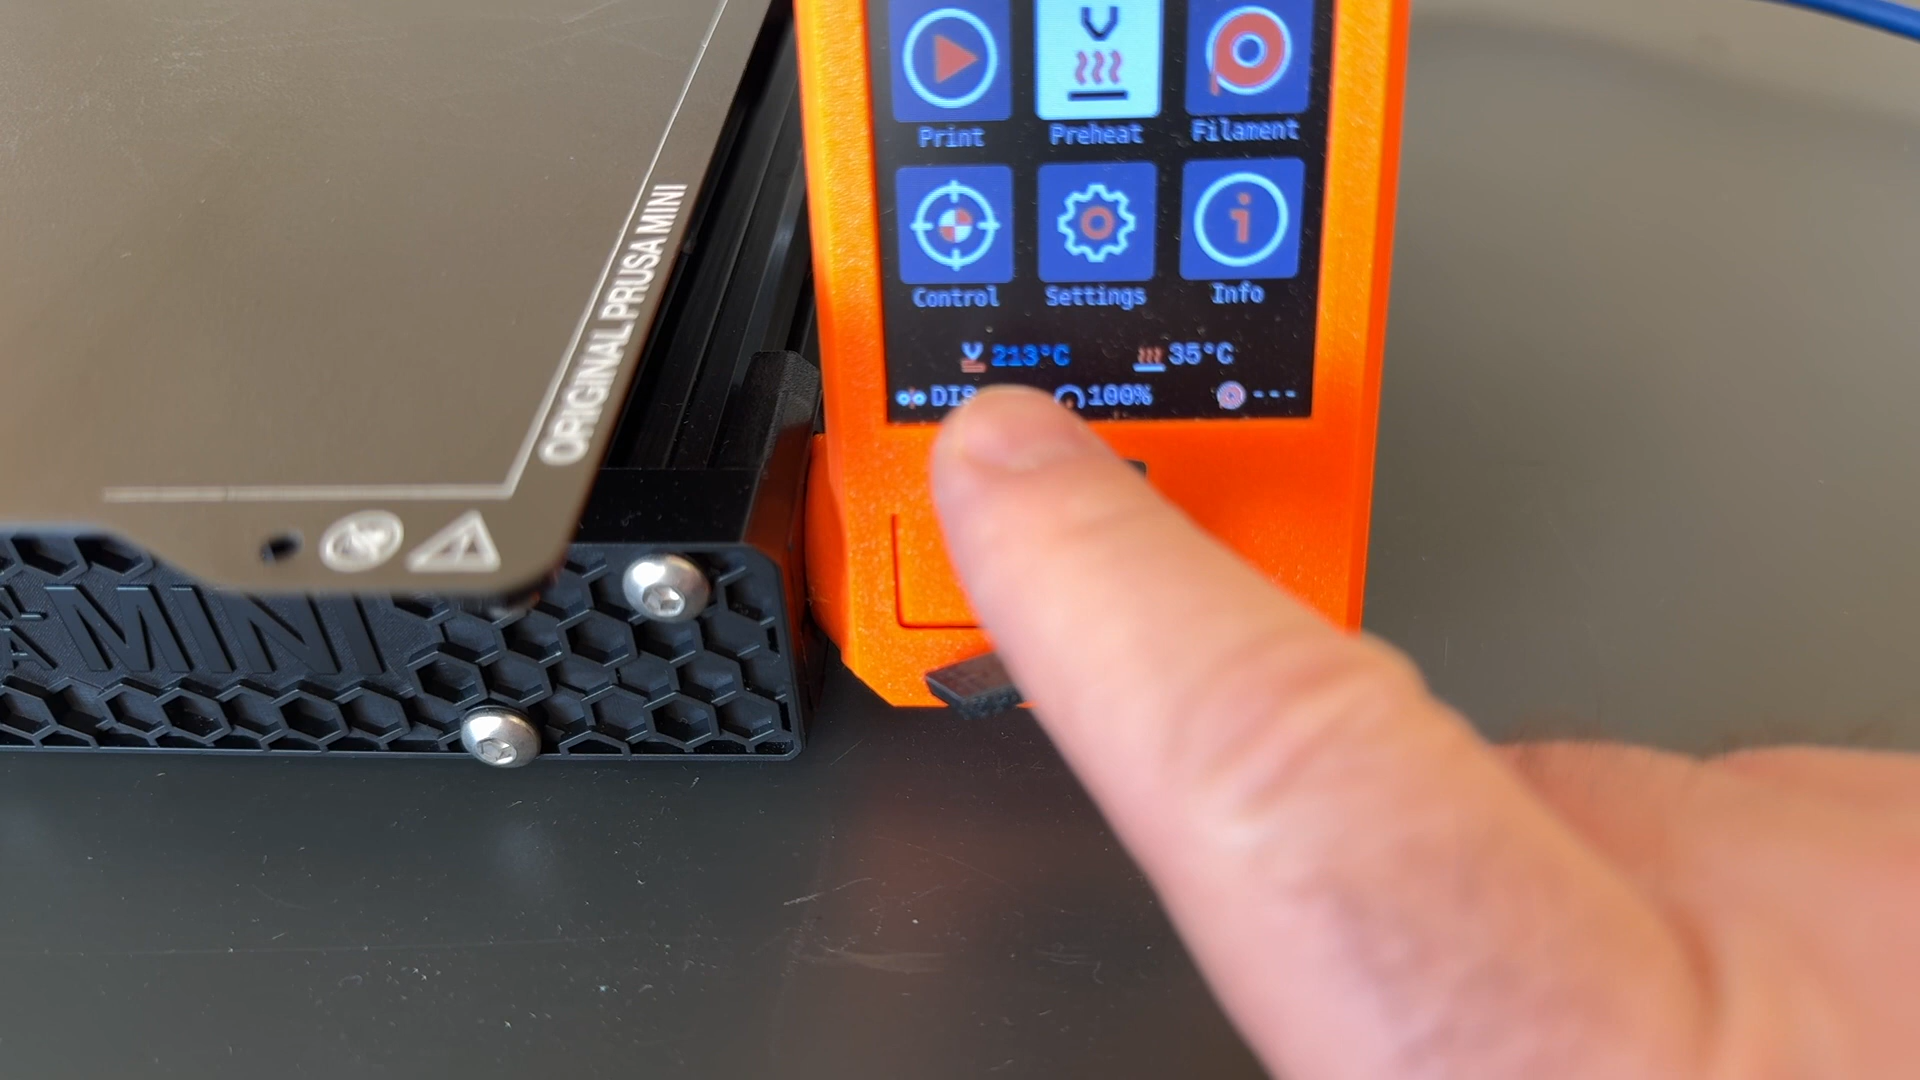 Print Preheat Filament
Control Settings Info
213°C 35°C
100% ---
ORIGINAL PRUSA MINI
MINI